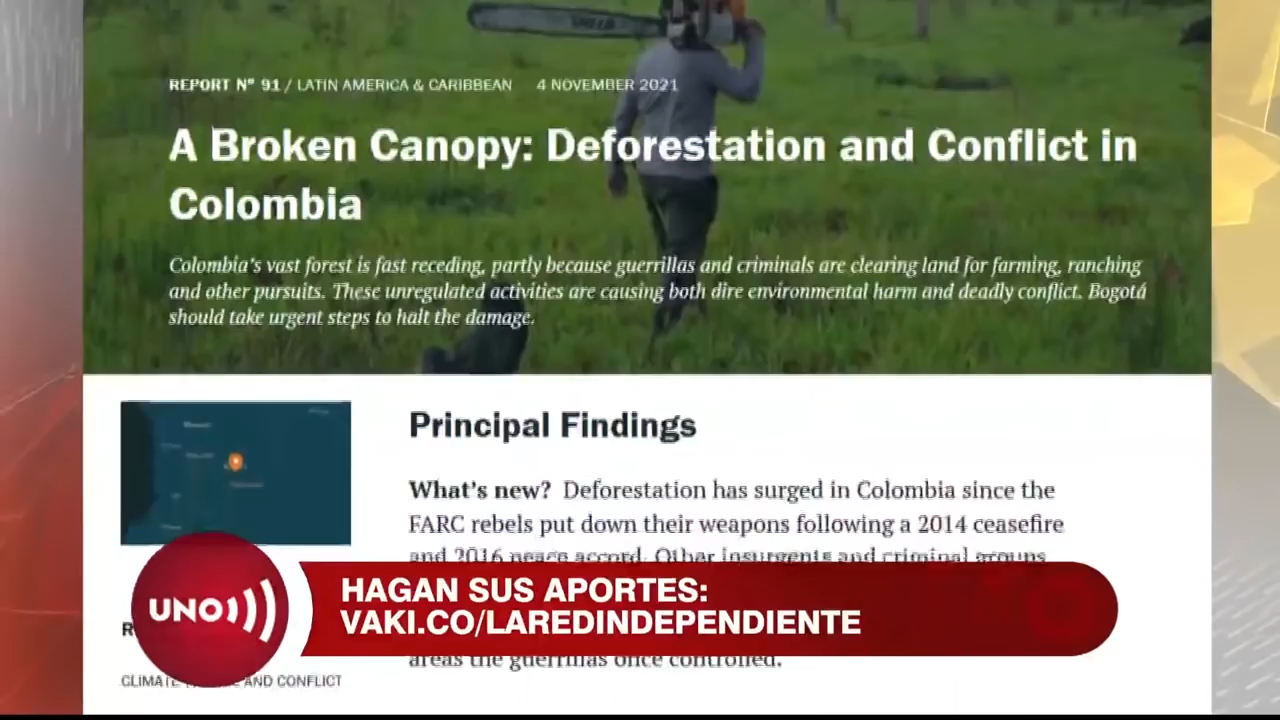 REPORT Nº 91 / LATIN AMERICA & CARIBBEAN 4 NOVEMBER 2021
A Broken Canopy: Deforestation and Conflict in
Colombia
Colombia's vast forest is fast receding, partly because guerrillas and criminals are clearing land for farming, ranching
and other pursuits. These unregulated activities are causing both dire environmental harm and deadly conflict. Bogotá
should take urgent steps to halt the damage.
Principal Findings
What's new? Deforestation has surged in Colombia since the
FARC rebels put down their weapons following a 2014 ceasefire
and 2016 peace accord. Other insurgents and criminal groups
HAGAN SUS APORTES:
VAKI.CO/LAREDINDEPENDIENTE
UNO
areas the guerrillas once controlled.
CLIMATE AND CONFLICT